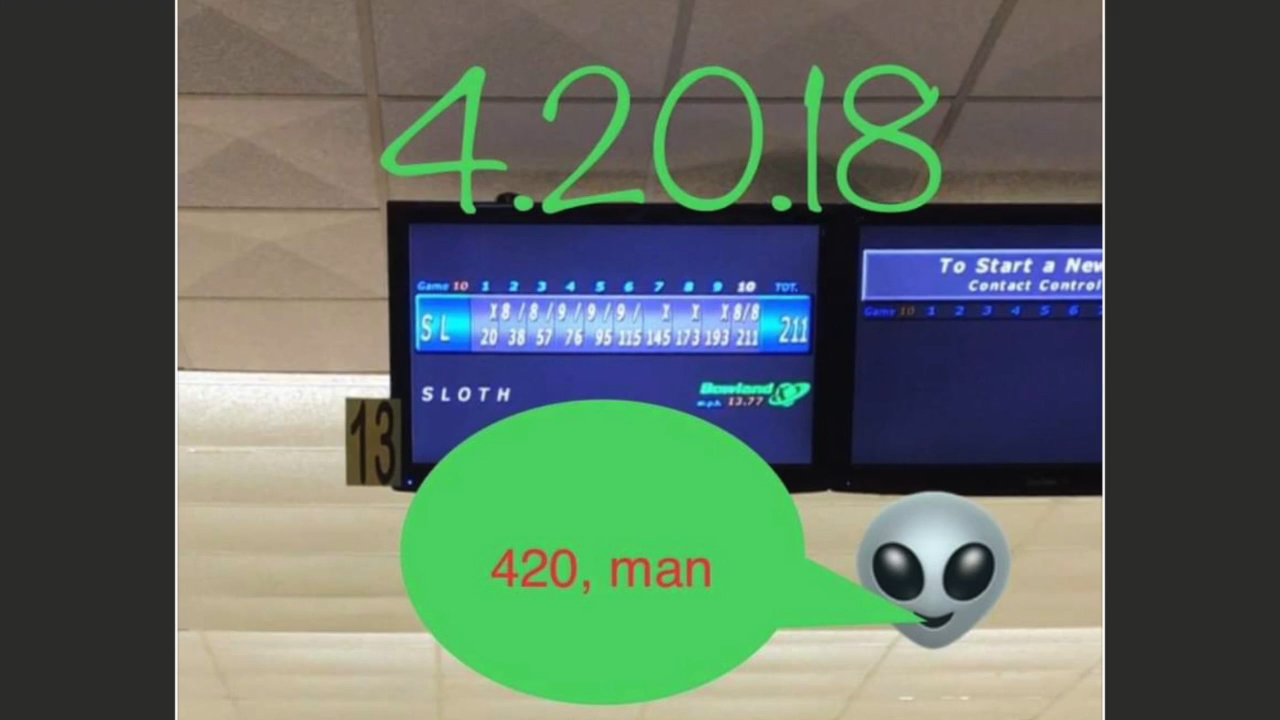 4.20.18
Game 10 1 2 3 4 5 6 7 8 9 10 TOT.
SL X 8 / 8 / 9 / 9 / 9 / X X X 8/8 211
20 38 57 76 95 115 145 173 193 211
SLOTH
Bowland
m.p.h. 13.77
To Start a New
Contact Control
Game 10 1 2 3 4 5 6
13
420, man